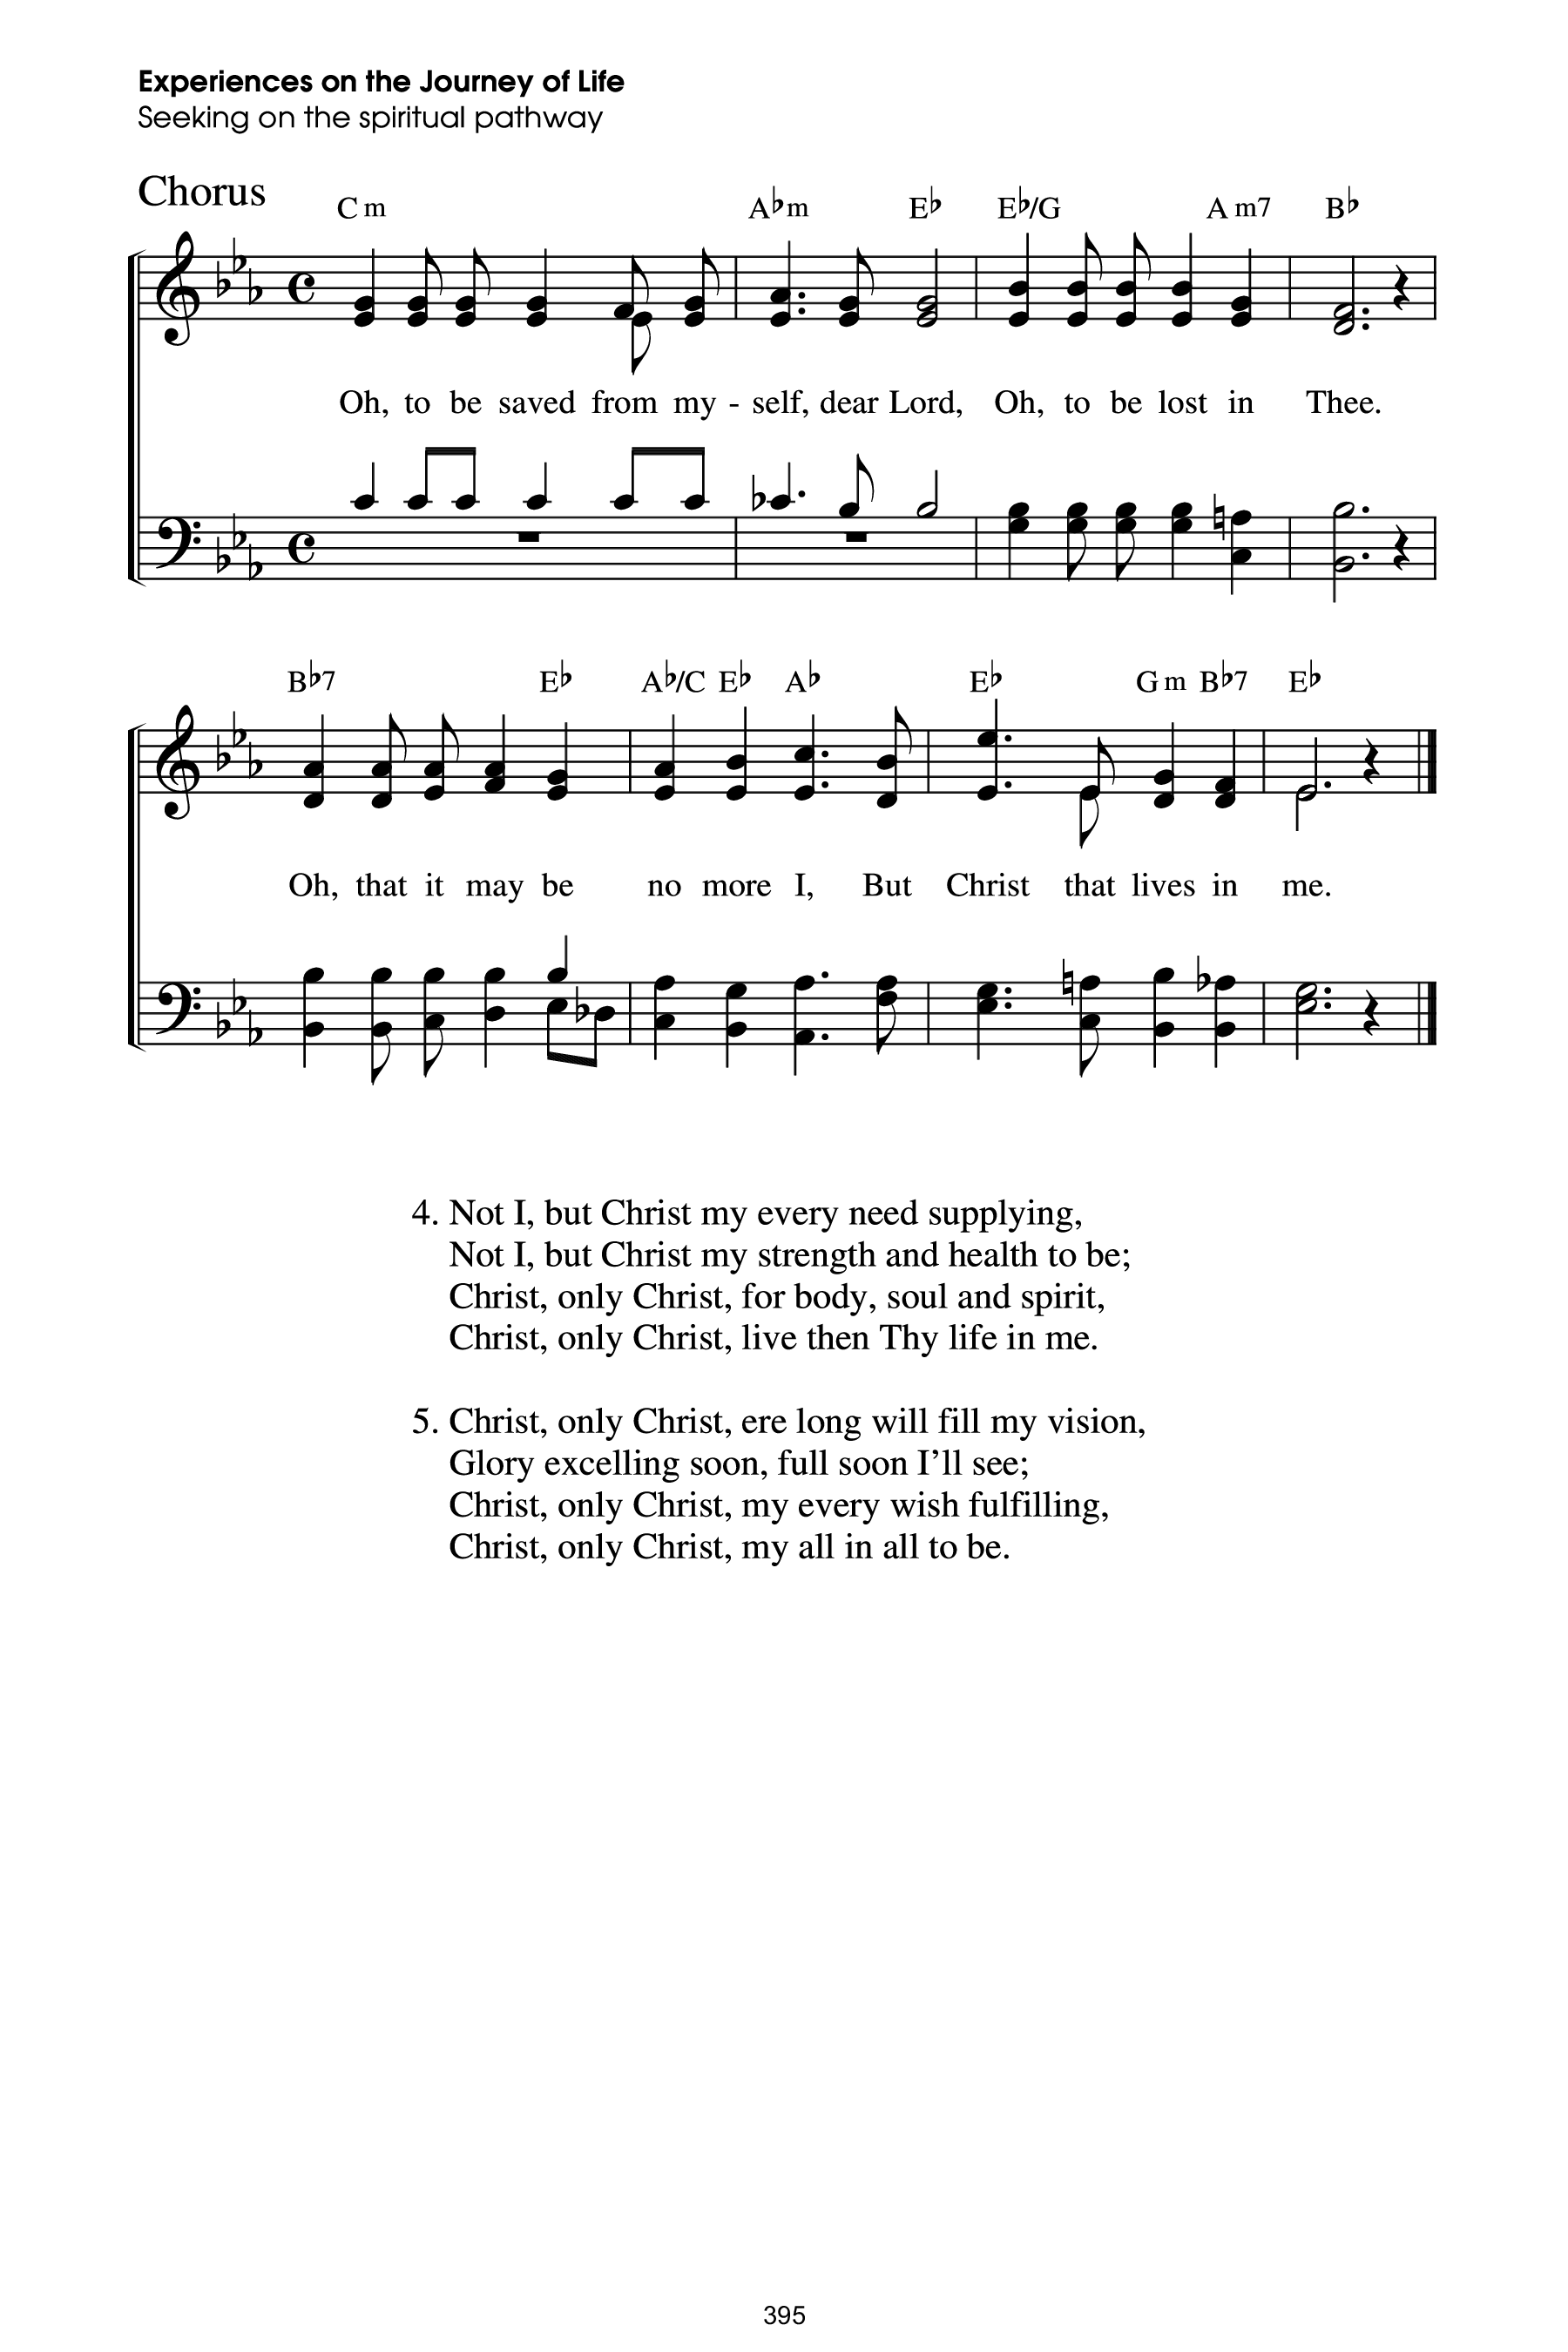 Experiences on the Journey of Life
Seeking on the spiritual pathway
Chorus
C m A♭m E♭ E♭/G A m7 B♭
Oh, to be saved from my - self, dear Lord, Oh, to be lost in Thee.
B♭7 E♭ A♭/C E♭ A♭ E♭ G m B♭7 E♭
Oh, that it may be no more I, But Christ that lives in me.
4. Not I, but Christ my every need supplying,
Not I, but Christ my strength and health to be;
Christ, only Christ, for body, soul and spirit,
Christ, only Christ, live then Thy life in me.
5. Christ, only Christ, ere long will fill my vision,
Glory excelling soon, full soon I’ll see;
Christ, only Christ, my every wish fulfilling,
Christ, only Christ, my all in all to be.
395